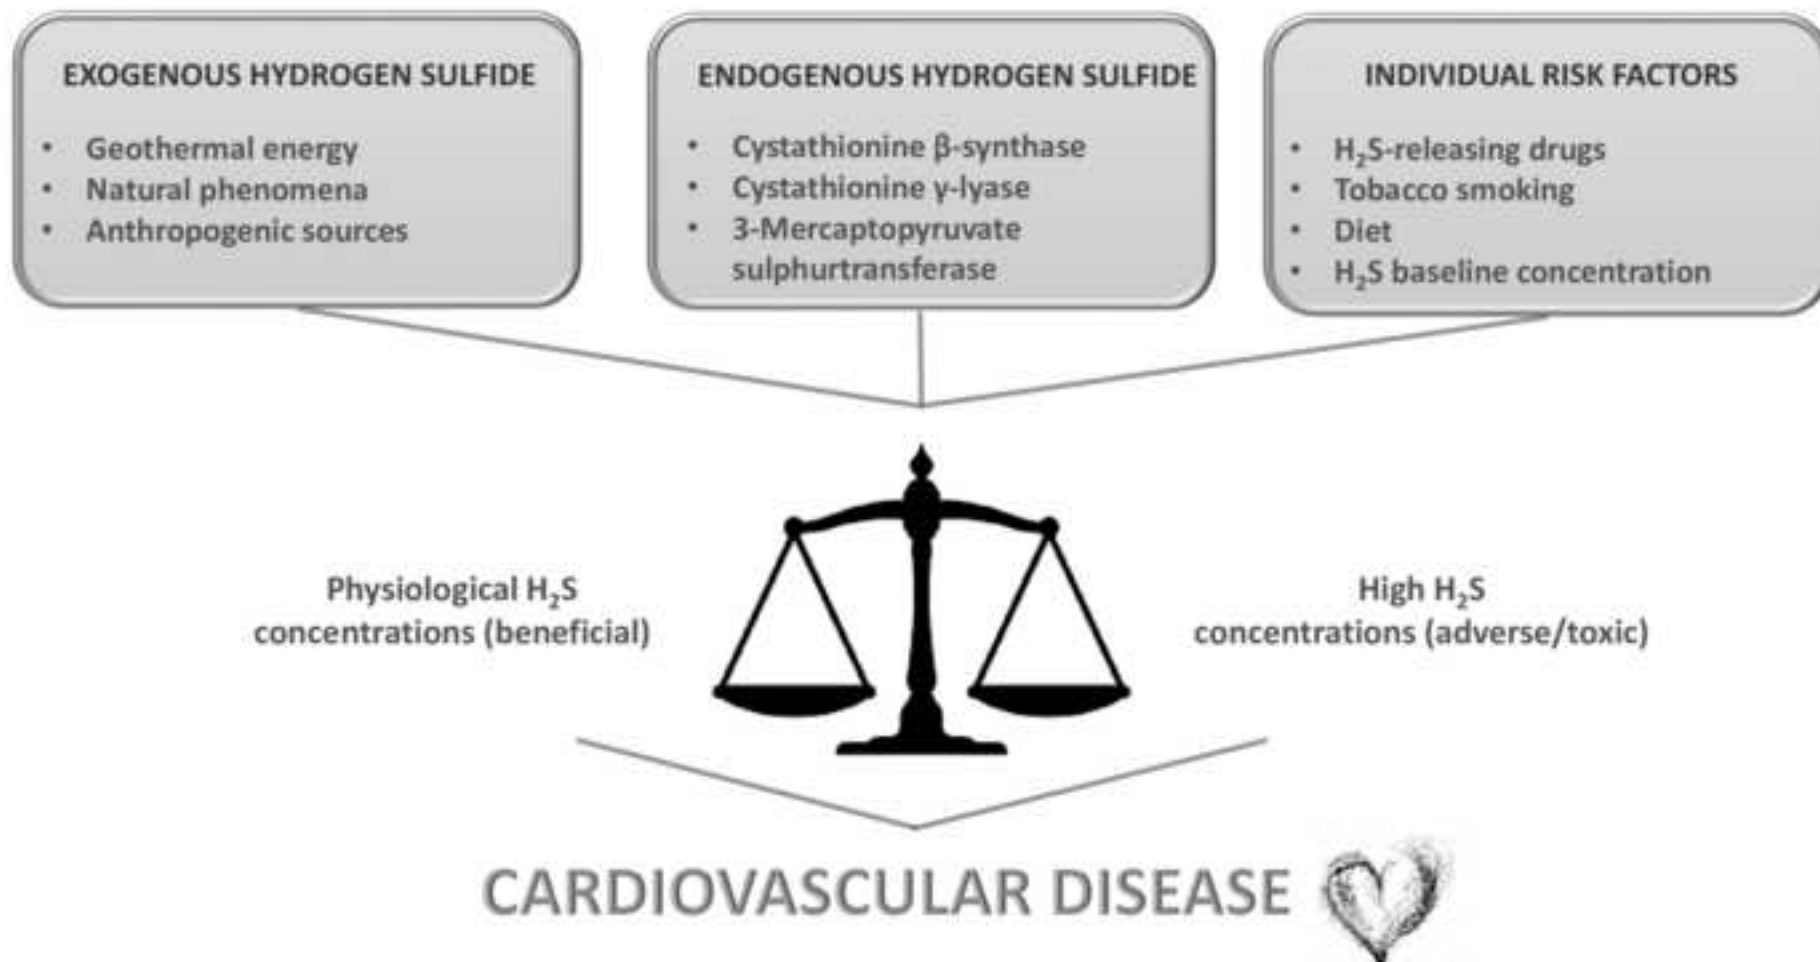 EXOGENOUS HYDROGEN SULFIDE
• Geothermal energy
• Natural phenomena
• Anthropogenic sources
ENDOGENOUS HYDROGEN SULFIDE
• Cystathionine β-synthase
• Cystathionine γ-lyase
• 3-Mercaptopyruvate
sulphurtransferase
INDIVIDUAL RISK FACTORS
• H₂S-releasing drugs
• Tobacco smoking
• Diet
• H₂S baseline concentration
Physiological H₂S
concentrations (beneficial)
High H₂S
concentrations (adverse/toxic)
CARDIOVASCULAR DISEASE